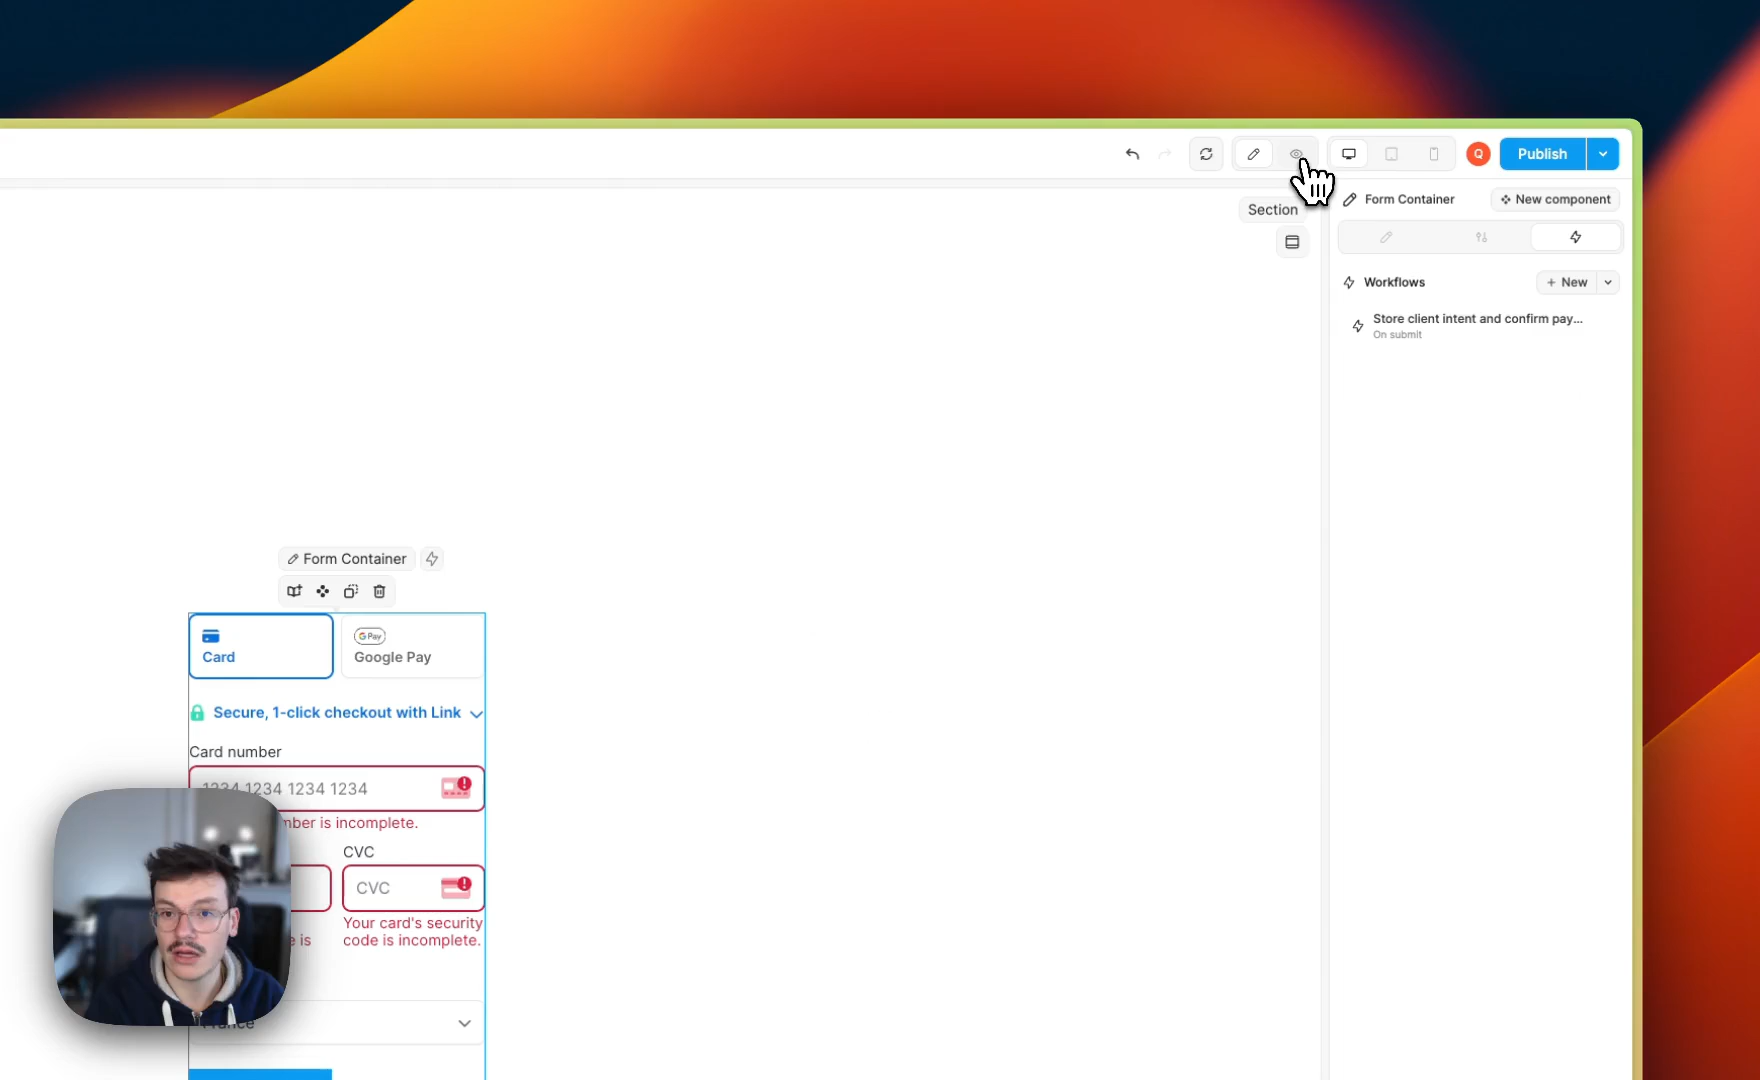 Q
Publish
Section
Form Container
New component
Workflows
+ New
Store client intent and confirm pay...
On submit
Form Container
Card
G Pay
Google Pay
Secure, 1-click checkout with Link
Card number
1234 1234 1234 1234
is incomplete.
CVC
CVC
Your card's security
code is incomplete.
is